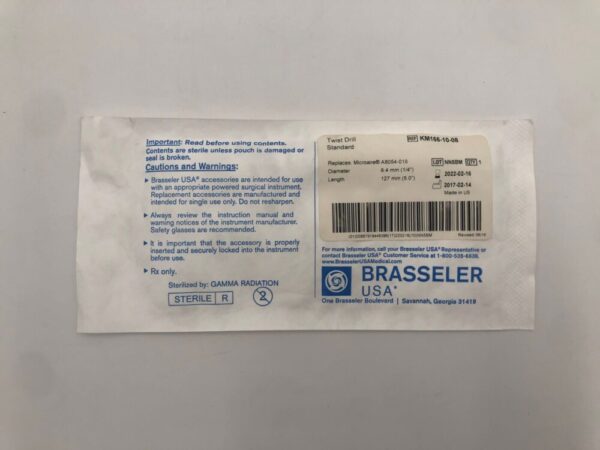 Important: Read before using contents.
Contents are sterile unless pouch is damaged or
seal is broken.
Cautions and Warnings:
Brasseler USA® accessories are intended for use
with an appropriate powered surgical instrument.
Replacement accessories are manufactured and
intended for single use only. Do not resharpen.
Always review the instruction manual and
warning notices of the instrument manufacturer.
Safety glasses are recommended.
It is important that the accessory is properly
inserted and securely locked into the instrument
before use.
Rx only.
Sterilized by: GAMMA RADIATION
STERILE R
2
Twist Drill
Standard
REF KM166-10-08
Replaces: Microaire® A8054-016
Diameter 6.4 mm (1/4")
Length 127 mm (5.0")
LOT NN5BM QTY 1
2022-02-16
2017-02-14
Made in US
For more information, call your Brasseler USA® Representative or
contact Brasseler USA® Customer Service at 1-800-535-6638.
www.BrasselerUSAMedical.com
BRASSELER
USA®
One Brasseler Boulevard | Savannah, Georgia 31419